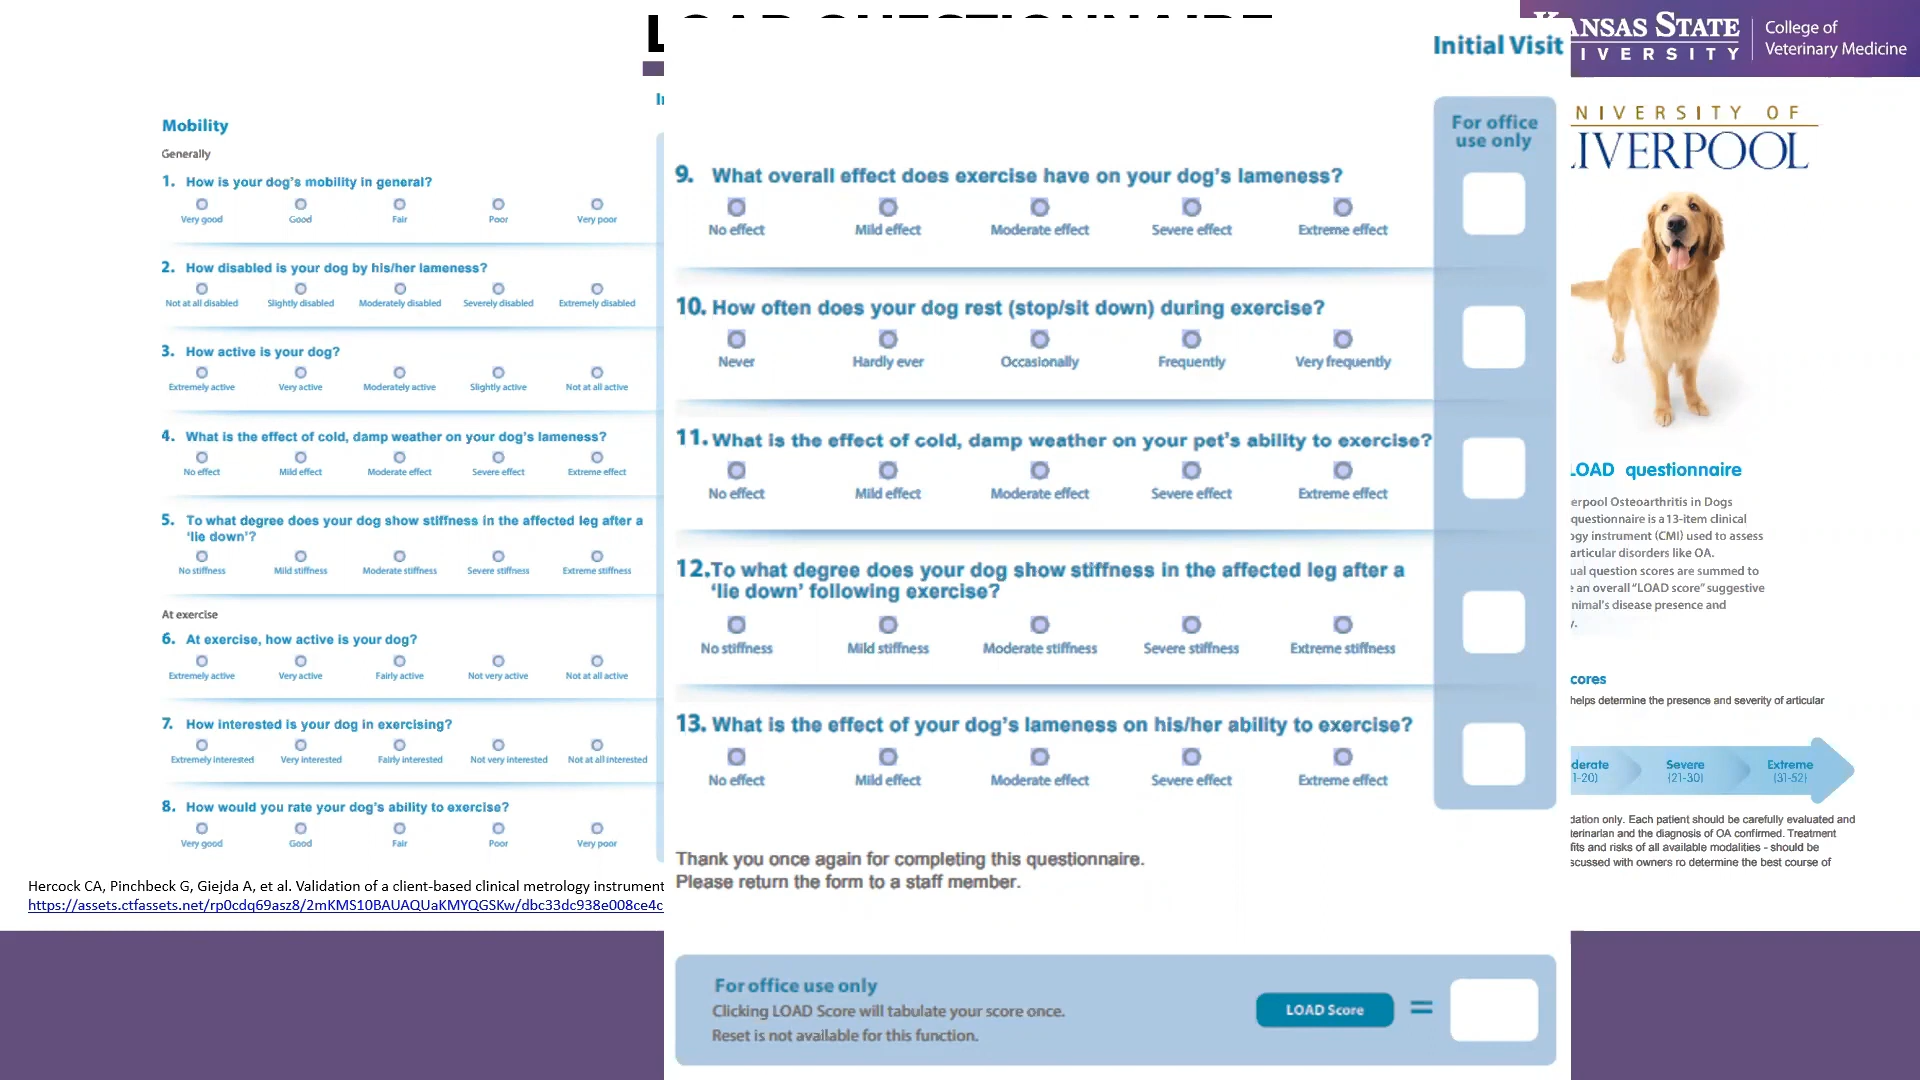 Initial Visit
ANSAS STATE
IVERSITY
College of
Veterinary Medicine
Mobility
Generally
1. How is your dog's mobility in general?
Very good Good Fair Poor Very poor
2. How disabled is your dog by his/her lameness?
Not at all disabled Slightly disabled Moderately disabled Severely disabled Extremely disabled
3. How active is your dog?
Extremely active Very active Moderately active Slightly active Not at all active
4. What is the effect of cold, damp weather on your dog's lameness?
No effect Mild effect Moderate effect Severe effect Extreme effect
5. To what degree does your dog show stiffness in the affected leg after a
'lie down'?
No stiffness Mild stiffness Moderate stiffness Severe stiffness Extreme stiffness
At exercise
6. At exercise, how active is your dog?
Extremely active Very active Fairly active Not very active Not at all active
7. How interested is your dog in exercising?
Extremely interested Very interested Fairly interested Not very interested Not at all interested
8. How would you rate your dog's ability to exercise?
Very good Good Fair Poor Very poor
Hercock CA, Pinchbeck G, Giejda A, et al. Validation of a client-based clinical metrology instrument
https://assets.ctfassets.net/rp0cdq69asz8/2mKMS10BAUAQUaKMYQGSKw/dbc33dc938e008ce4c
For office
use only
9. What overall effect does exercise have on your dog's lameness?
No effect Mild effect Moderate effect Severe effect Extreme effect
10. How often does your dog rest (stop/sit down) during exercise?
Never Hardly ever Occasionally Frequently Very frequently
11. What is the effect of cold, damp weather on your pet's ability to exercise?
No effect Mild effect Moderate effect Severe effect Extreme effect
12. To what degree does your dog show stiffness in the affected leg after a
'lie down' following exercise?
No stiffness Mild stiffness Moderate stiffness Severe stiffness Extreme stiffness
13. What is the effect of your dog's lameness on his/her ability to exercise?
No effect Mild effect Moderate effect Severe effect Extreme effect
Thank you once again for completing this questionnaire.
Please return the form to a staff member.
For office use only
Clicking LOAD Score will tabulate your score once.
Reset is not available for this function.
LOAD Score =
NIVERSITY OF
IVERPOOL
LOAD questionnaire
erpool Osteoarthritis in Dogs
questionnaire is a 13-item clinical
ogy instrument (CMI) used to assess
articular disorders like OA.
ual question scores are summed to
e an overall "LOAD score" suggestive
nimal's disease presence and
y.
cores
helps determine the presence and severity of articular
derate Severe Extreme
1-20) (21-30) (31-52)
dation only. Each patient should be carefully evaluated and
terinarian and the diagnosis of OA confirmed. Treatment
fits and risks of all available modalities - should be
scussed with owners ro determine the best course of